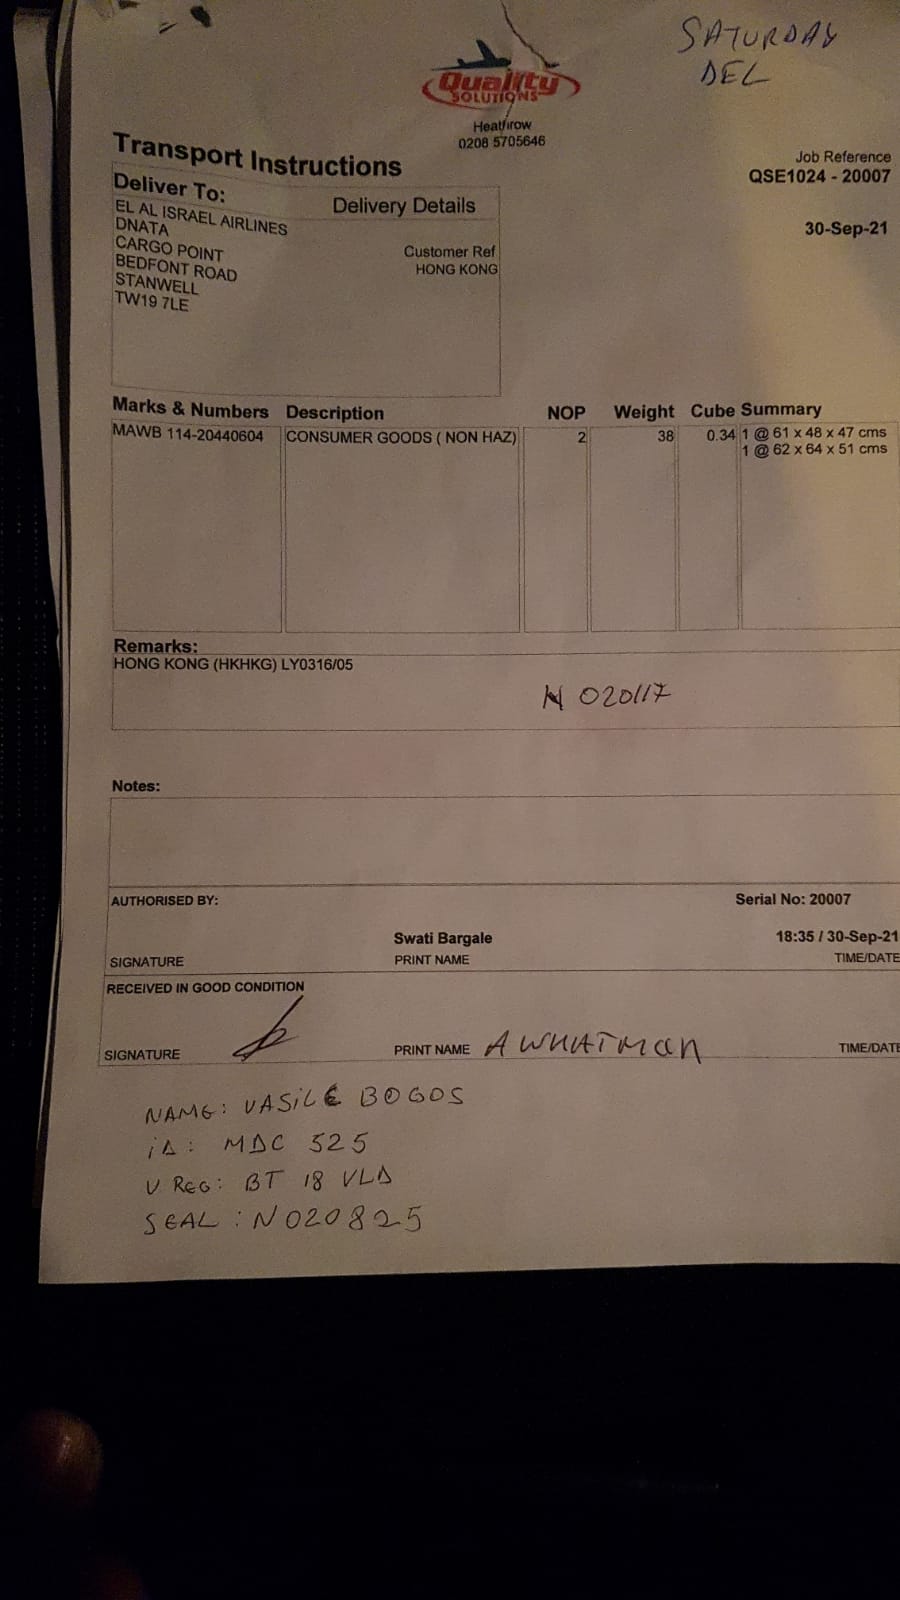 SATURDAY
DEL
Quality
SOLUTIONS
Heathrow
0208 5705646
Transport Instructions
Job Reference
QSE1024 - 20007
Deliver To:
Delivery Details
EL AL ISRAEL AIRLINES
DNATA
CARGO POINT
BEDFONT ROAD
STANWELL
TW19 7LE
Customer Ref
HONG KONG
30-Sep-21
Marks & Numbers Description NOP Weight Cube Summary
MAWB 114-20440604 CONSUMER GOODS ( NON HAZ) 2 38 0.34 1 @ 61 x 48 x 47 cms
1 @ 62 x 64 x 51 cms
Remarks:
HONG KONG (HKHKG) LY0316/05
N 020117
Notes:
AUTHORISED BY: Serial No: 20007
Swati Bargale 18:35 / 30-Sep-21
SIGNATURE PRINT NAME TIME/DATE
RECEIVED IN GOOD CONDITION
SIGNATURE PRINT NAME A WHATMAN TIME/DATE
NAME: VASILE BOGOS
iD: MDC 525
V REG: BT 18 VLD
SEAL: N020825